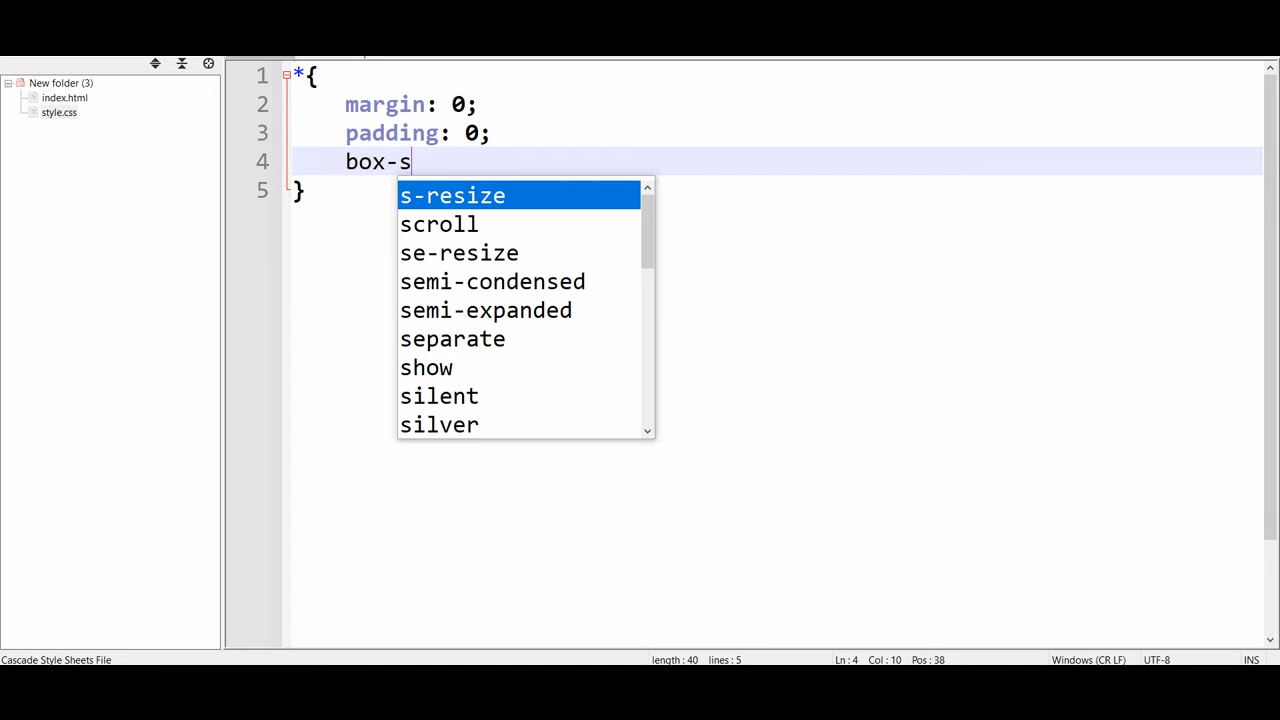 New folder (3)
index.html
style.css
1 *{
2 margin: 0;
3 padding: 0;
4 box-s
5 }
s-resize
scroll
se-resize
semi-condensed
semi-expanded
separate
show
silent
silver
Cascade Style Sheets File length: 40 lines: 5 Ln: 4 Col: 10 Pos: 38 Windows (CR LF) UTF-8 INS